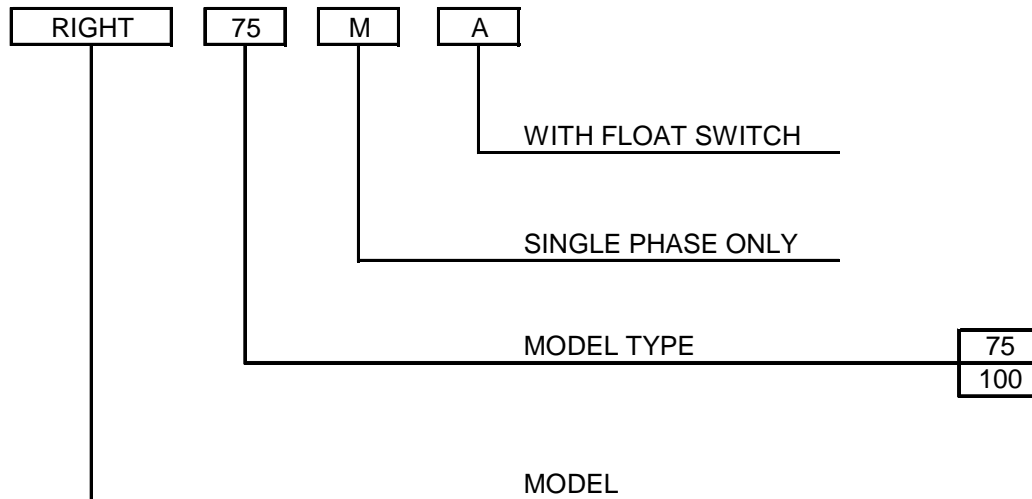 RIGHT 75 M A
WITH FLOAT SWITCH
SINGLE PHASE ONLY
MODEL TYPE 75
100
MODEL